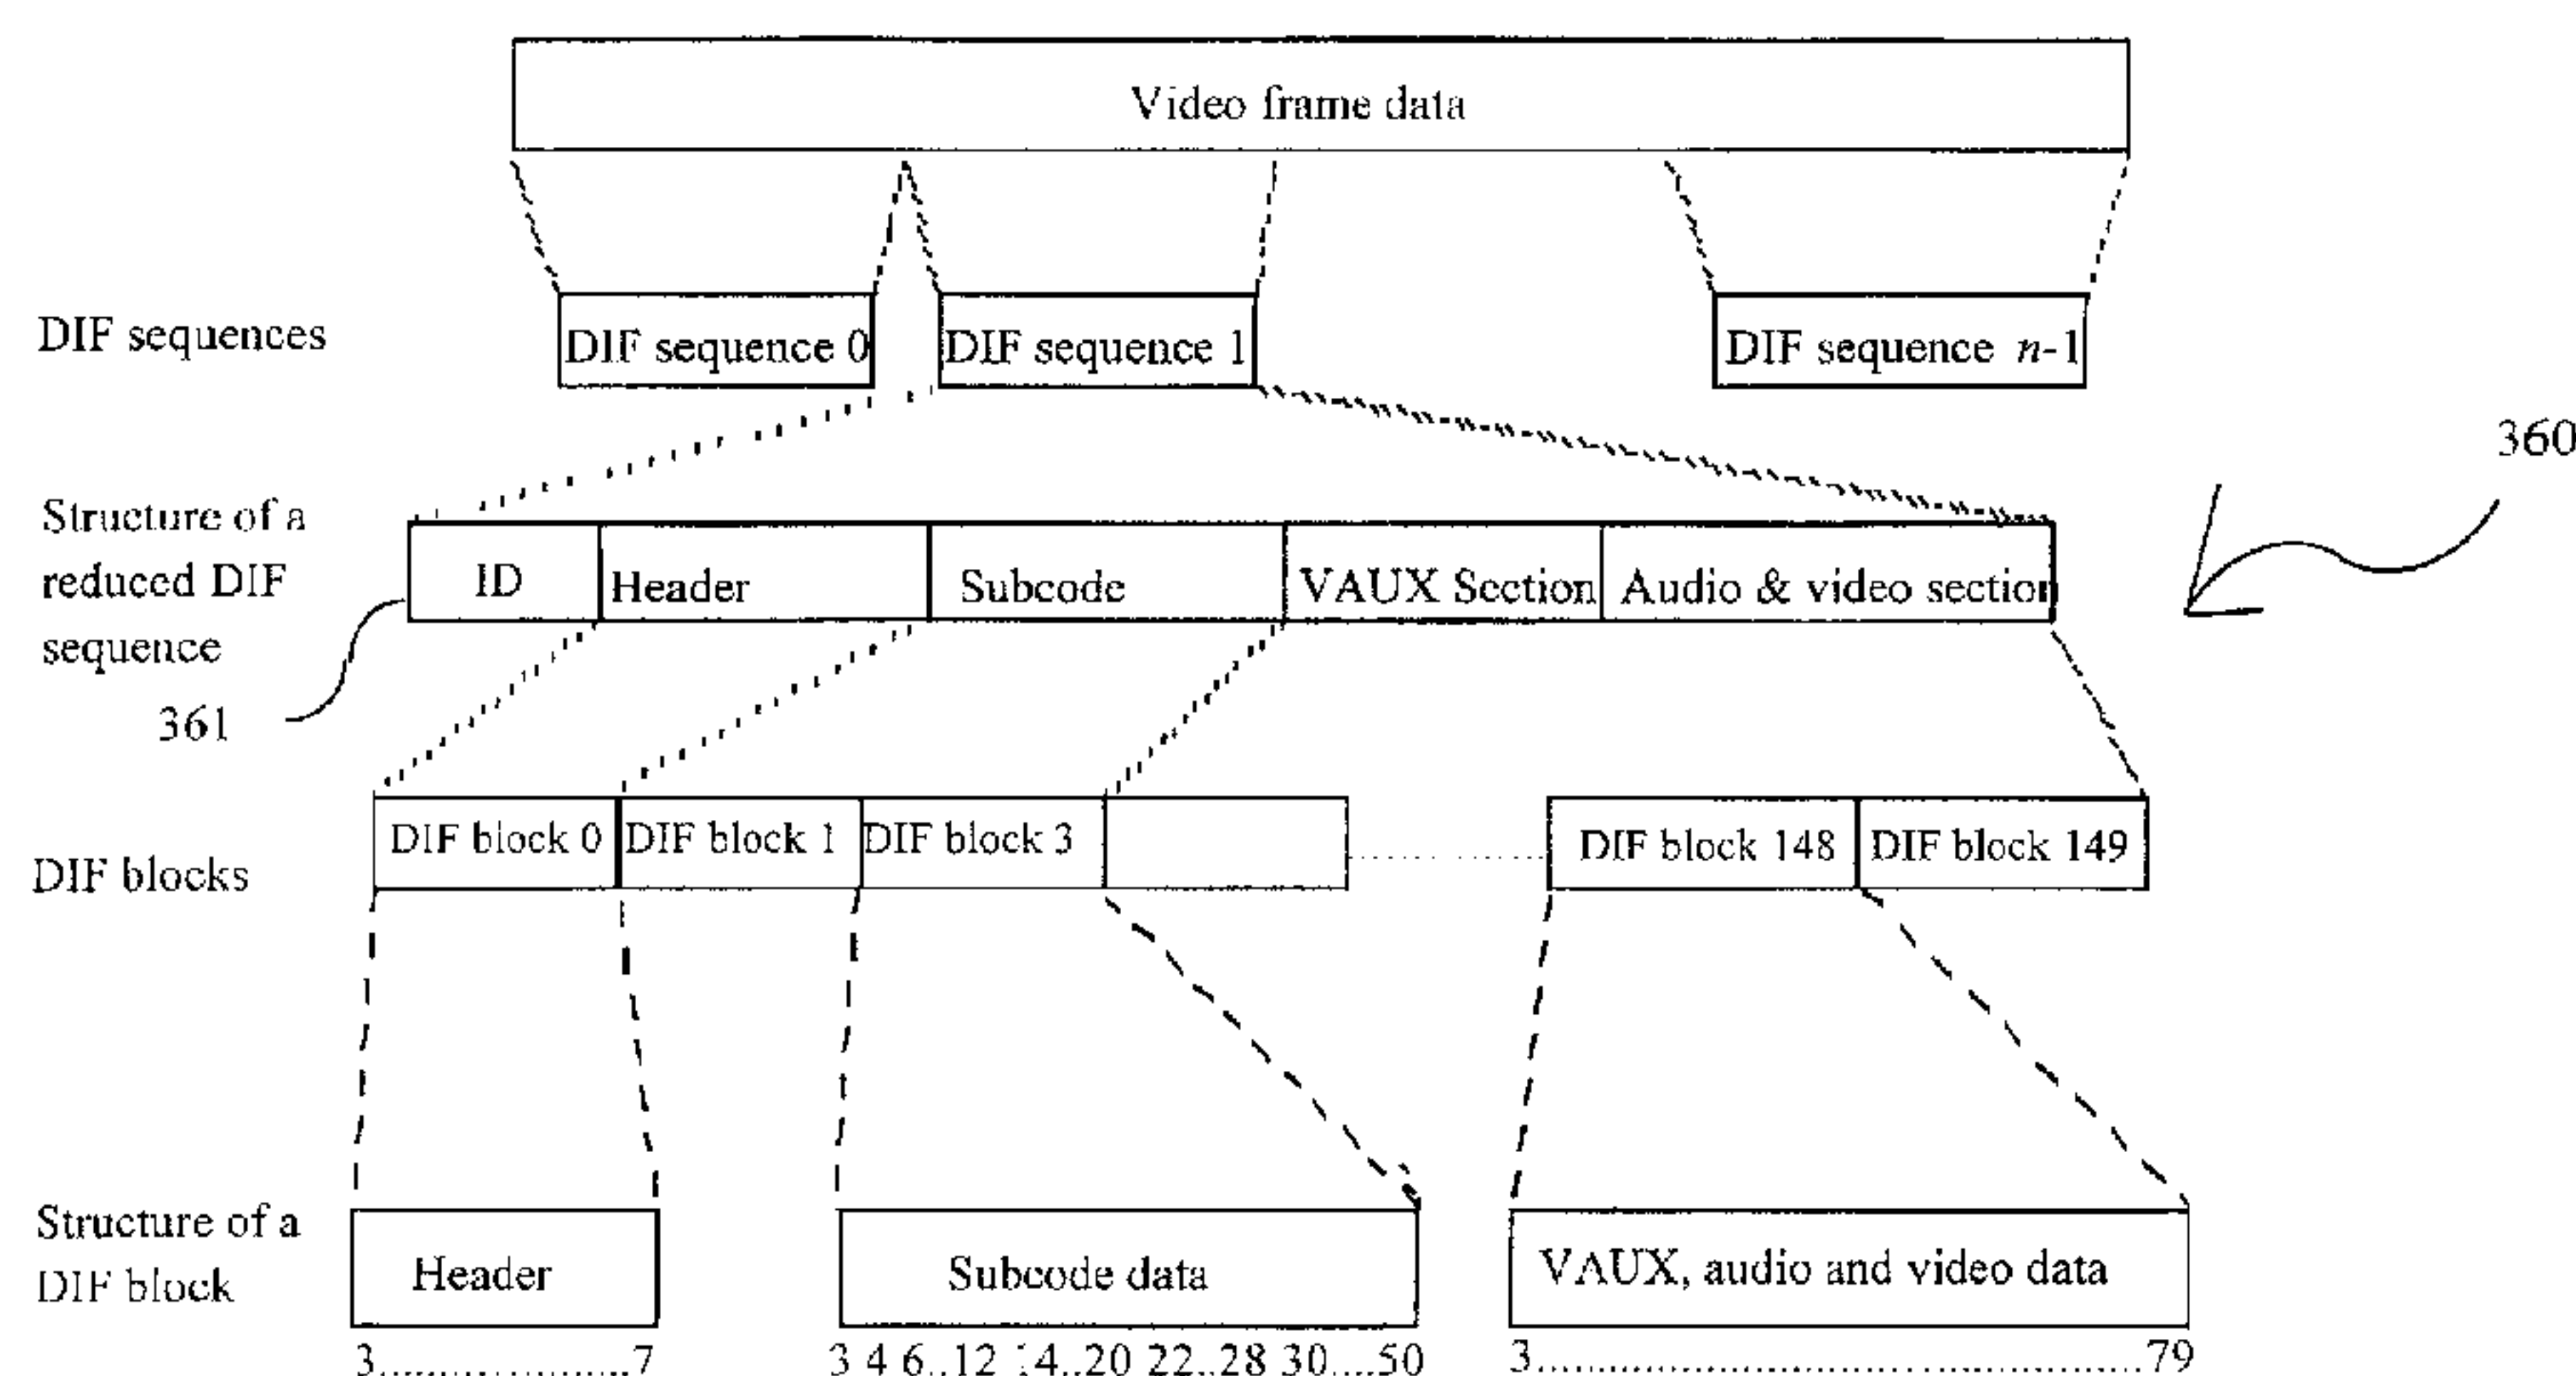 Video frame data
DIF sequences
DIF sequence 0
DIF sequence 1
DIF sequence n-1
360
Structure of a
reduced DIF
sequence
ID
Header
Subcode
VAUX Section
Audio & video section
361
DIF blocks
DIF block 0
DIF block 1
DIF block 3
DIF block 148
DIF block 149
Structure of a
DIF block
Header
Subcode data
VAUX, audio and video data
3......................7
3 4 6..12 14..20 22..28 30.....50
3.....................................................79